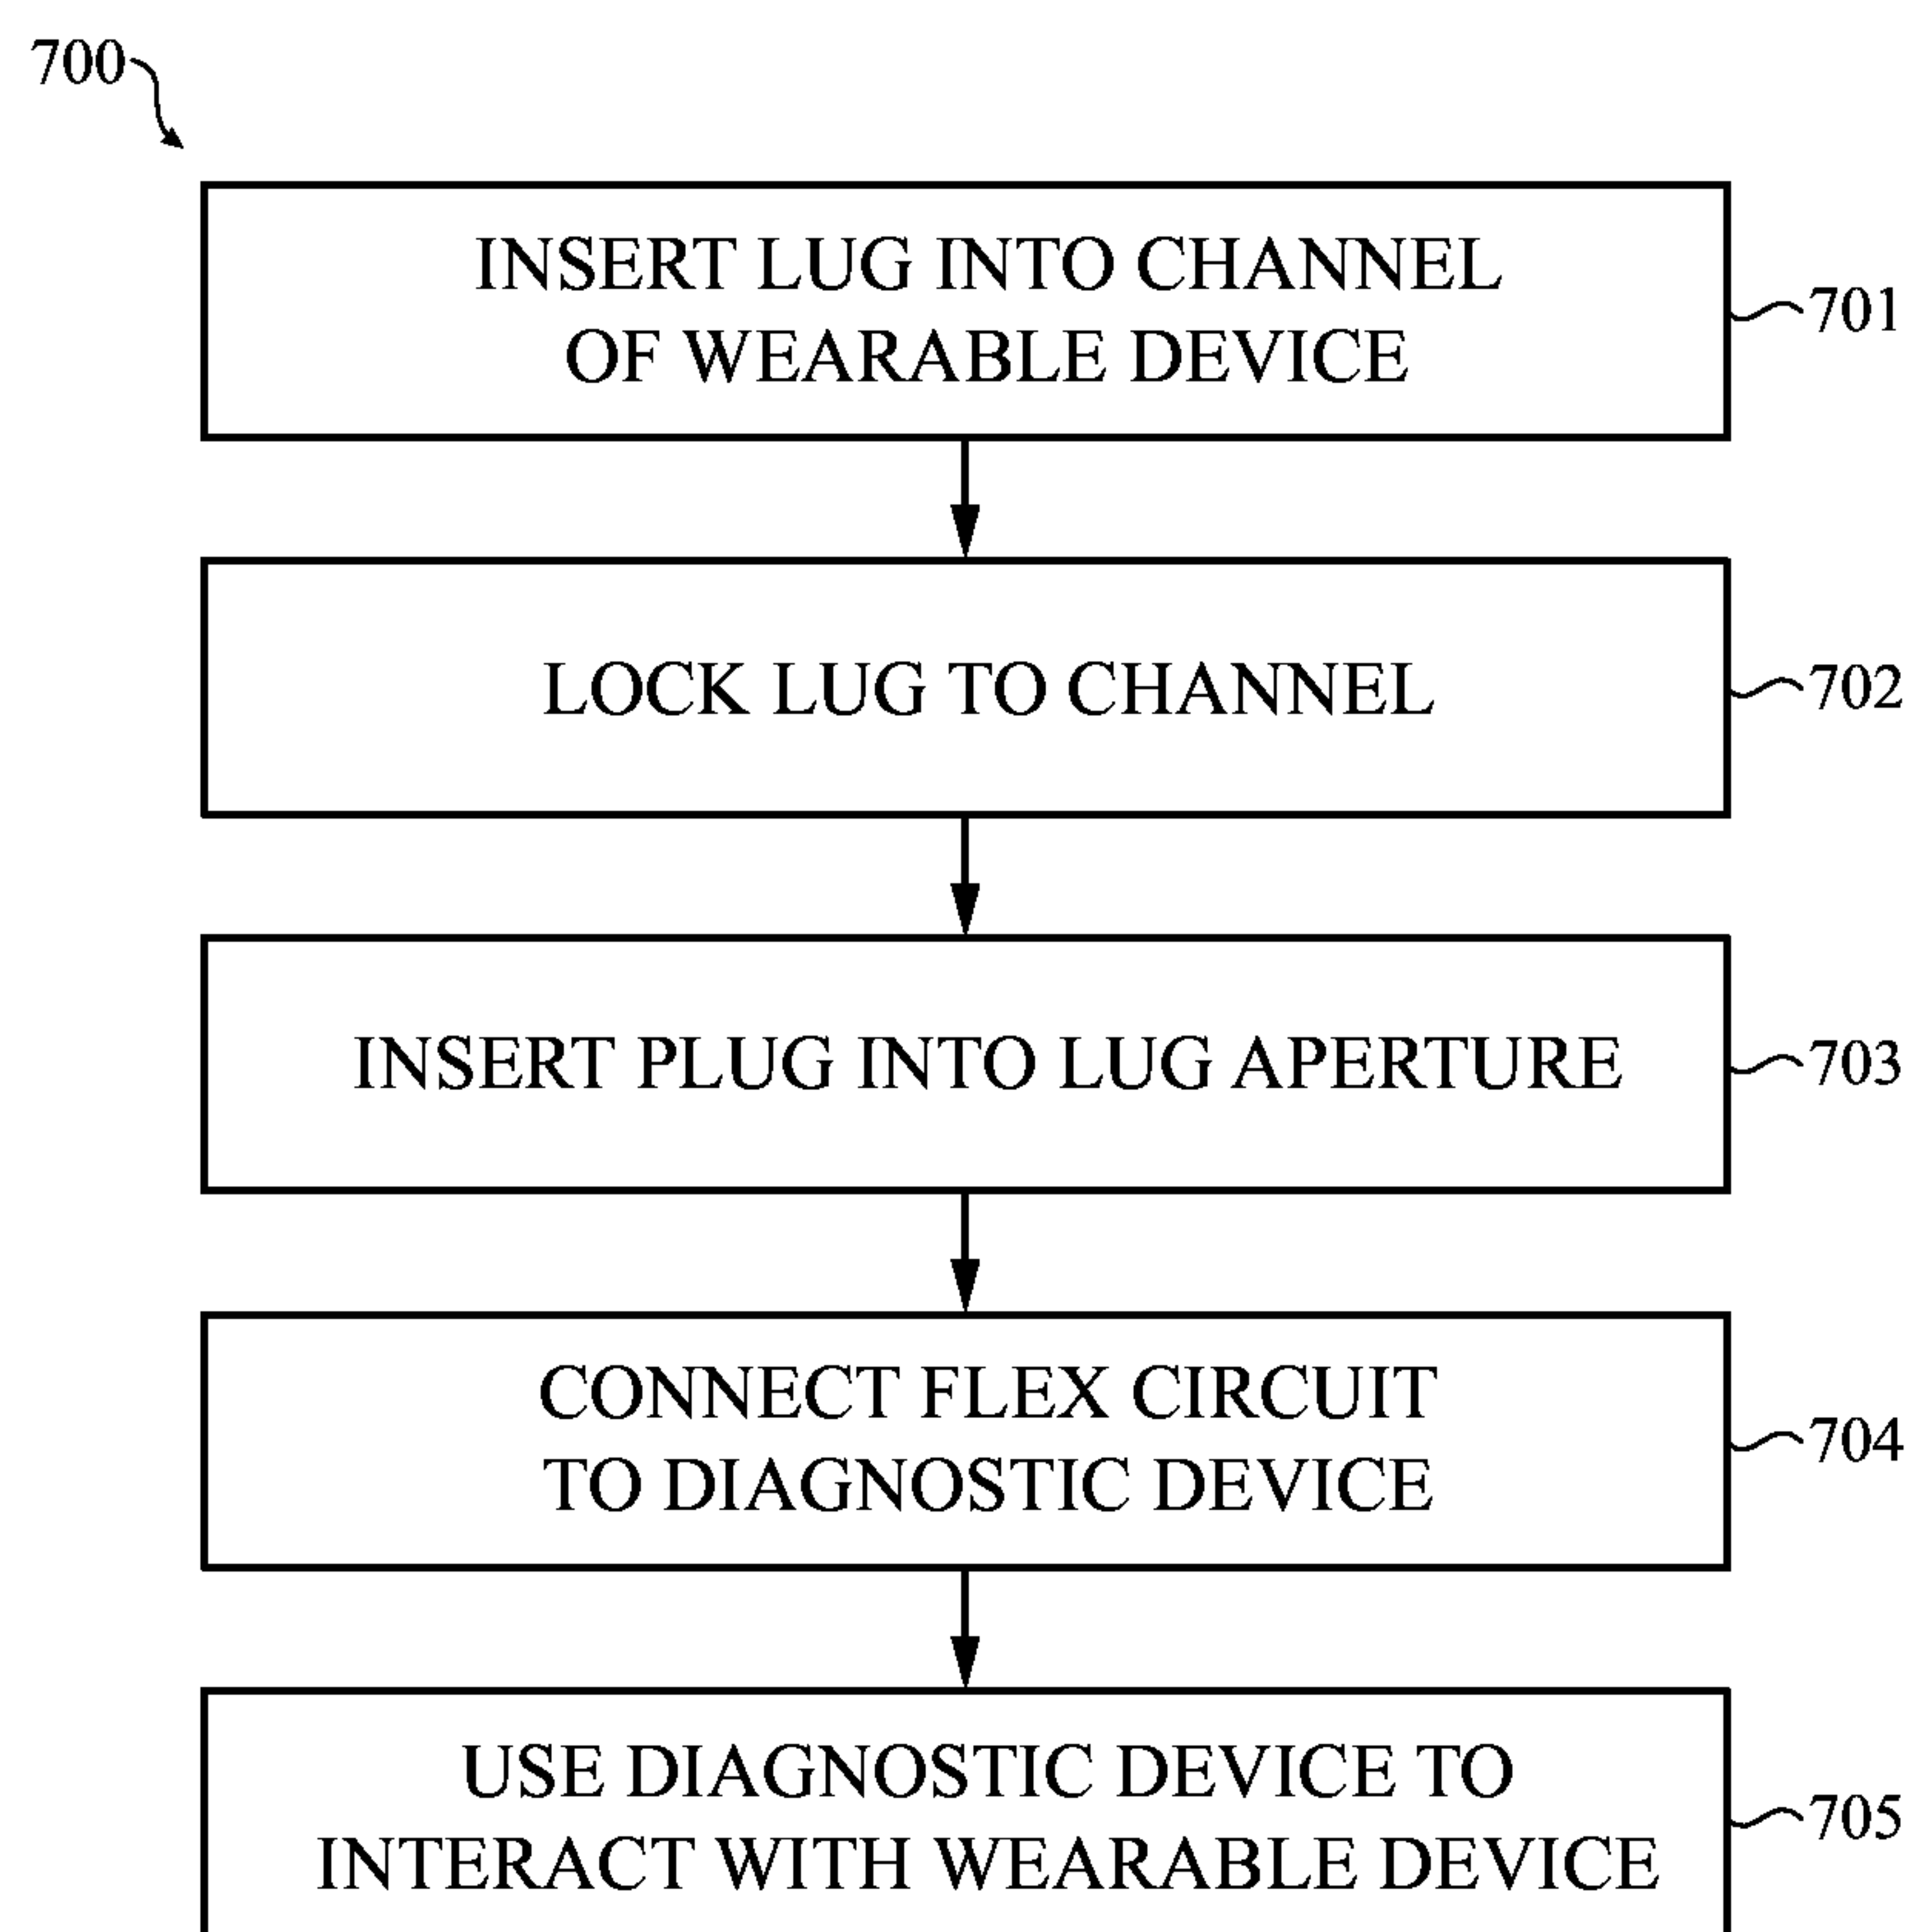 700
INSERT LUG INTO CHANNEL
OF WEARABLE DEVICE
701
LOCK LUG TO CHANNEL
702
INSERT PLUG INTO LUG APERTURE
703
CONNECT FLEX CIRCUIT
TO DIAGNOSTIC DEVICE
704
USE DIAGNOSTIC DEVICE TO
INTERACT WITH WEARABLE DEVICE
705